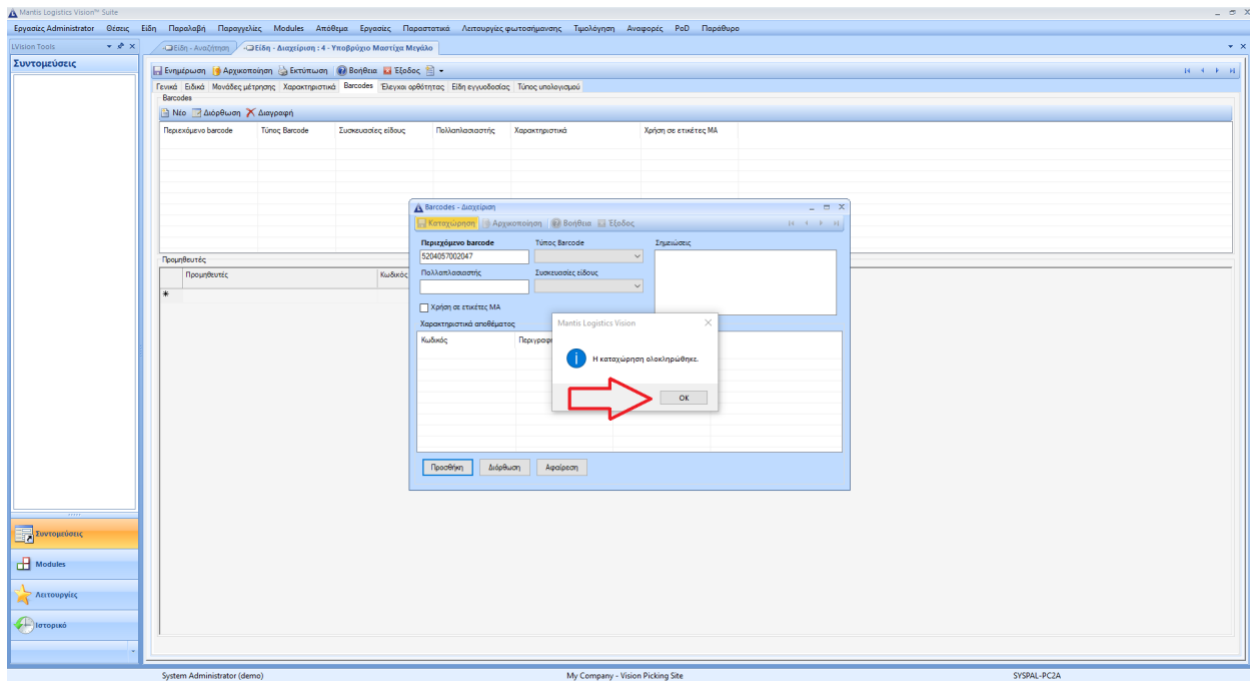 Mantis Logistics Vision™ Suite
Εργασίες Administrator Θέσεις Είδη Παραλαβή Παραγγελίες Modules Απόθεμα Εργασίες Παραστατικά Λειτουργίες φωτοσήμανσης Τιμολόγηση Αναφορές PoD Παράθυρο
LVision Tools
Είδη - Αναζήτηση
Είδη - Διαχείριση : 4 - Υποβρύχιο Μαστίχα Μεγάλο
Συντομεύσεις
Ενημέρωση Αρχικοποίηση Εκτύπωση Βοήθεια Έξοδος
Γενικά Ειδικά Μονάδες μέτρησης Χαρακτηριστικά Barcodes Έλεγχοι ορθότητας Είδη εγγυοδοσίας Τύπος υπολογισμού
Barcodes
Νέο Διόρθωση Διαγραφή
Περιεχόμενο barcode Τύπος Barcode Συσκευασίες είδους Πολλαπλασιαστής Χαρακτηριστικά Χρήση σε ετικέτες ΜΑ
Barcodes - Διαχείριση
Καταχώρηση Αρχικοποίηση Βοήθεια Έξοδος
Περιεχόμενο barcode Τύπος Barcode Σημειώσεις
5204057002047
Προμηθευτές
Πολλαπλασιαστής Συσκευασίες είδους
Προμηθευτές Κωδικός
Χρήση σε ετικέτες ΜΑ
Χαρακτηριστικά αποθέματος
Mantis Logistics Vision
Κωδικός
Η καταχώρηση ολοκληρώθηκε.
OK
Προσθήκη Διόρθωση Αφαίρεση
Συντομεύσεις
Modules
Λειτουργίες
Ιστορικό
System Administrator (demo) My Company - Vision Picking Site SYSPAL-PC2A